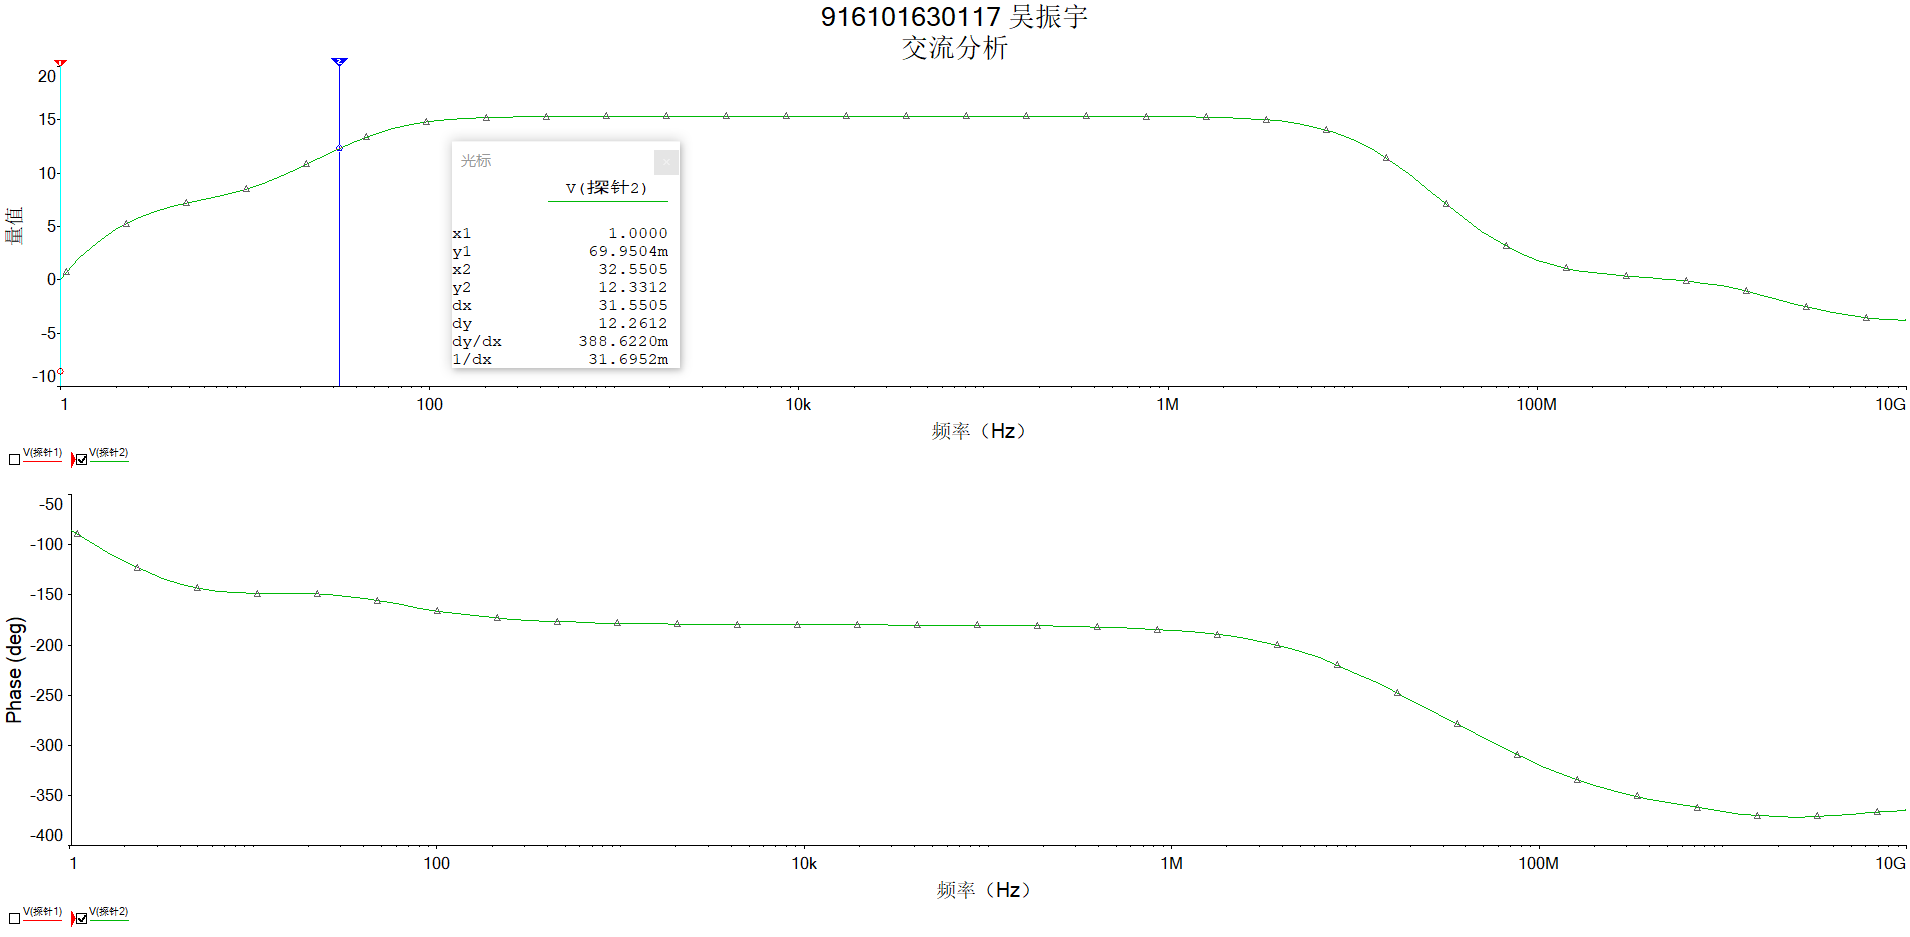 916101630117 吴振宇
交流分析
20
15
10
5
0
-5
-10
量值
1
2
光标
×
V(探针2)
x1 1.0000
y1 69.9504m
x2 32.5505
y2 12.3312
dx 31.5505
dy 12.2612
dy/dx 388.6220m
1/dx 31.6952m
1 100 10k 1M 100M 10G
频率（Hz）
V(探针1) V(探针2)
-50
-100
-150
-200
-250
-300
-350
-400
Phase (deg)
1 100 10k 1M 100M 10G
频率（Hz）
V(探针1) V(探针2)